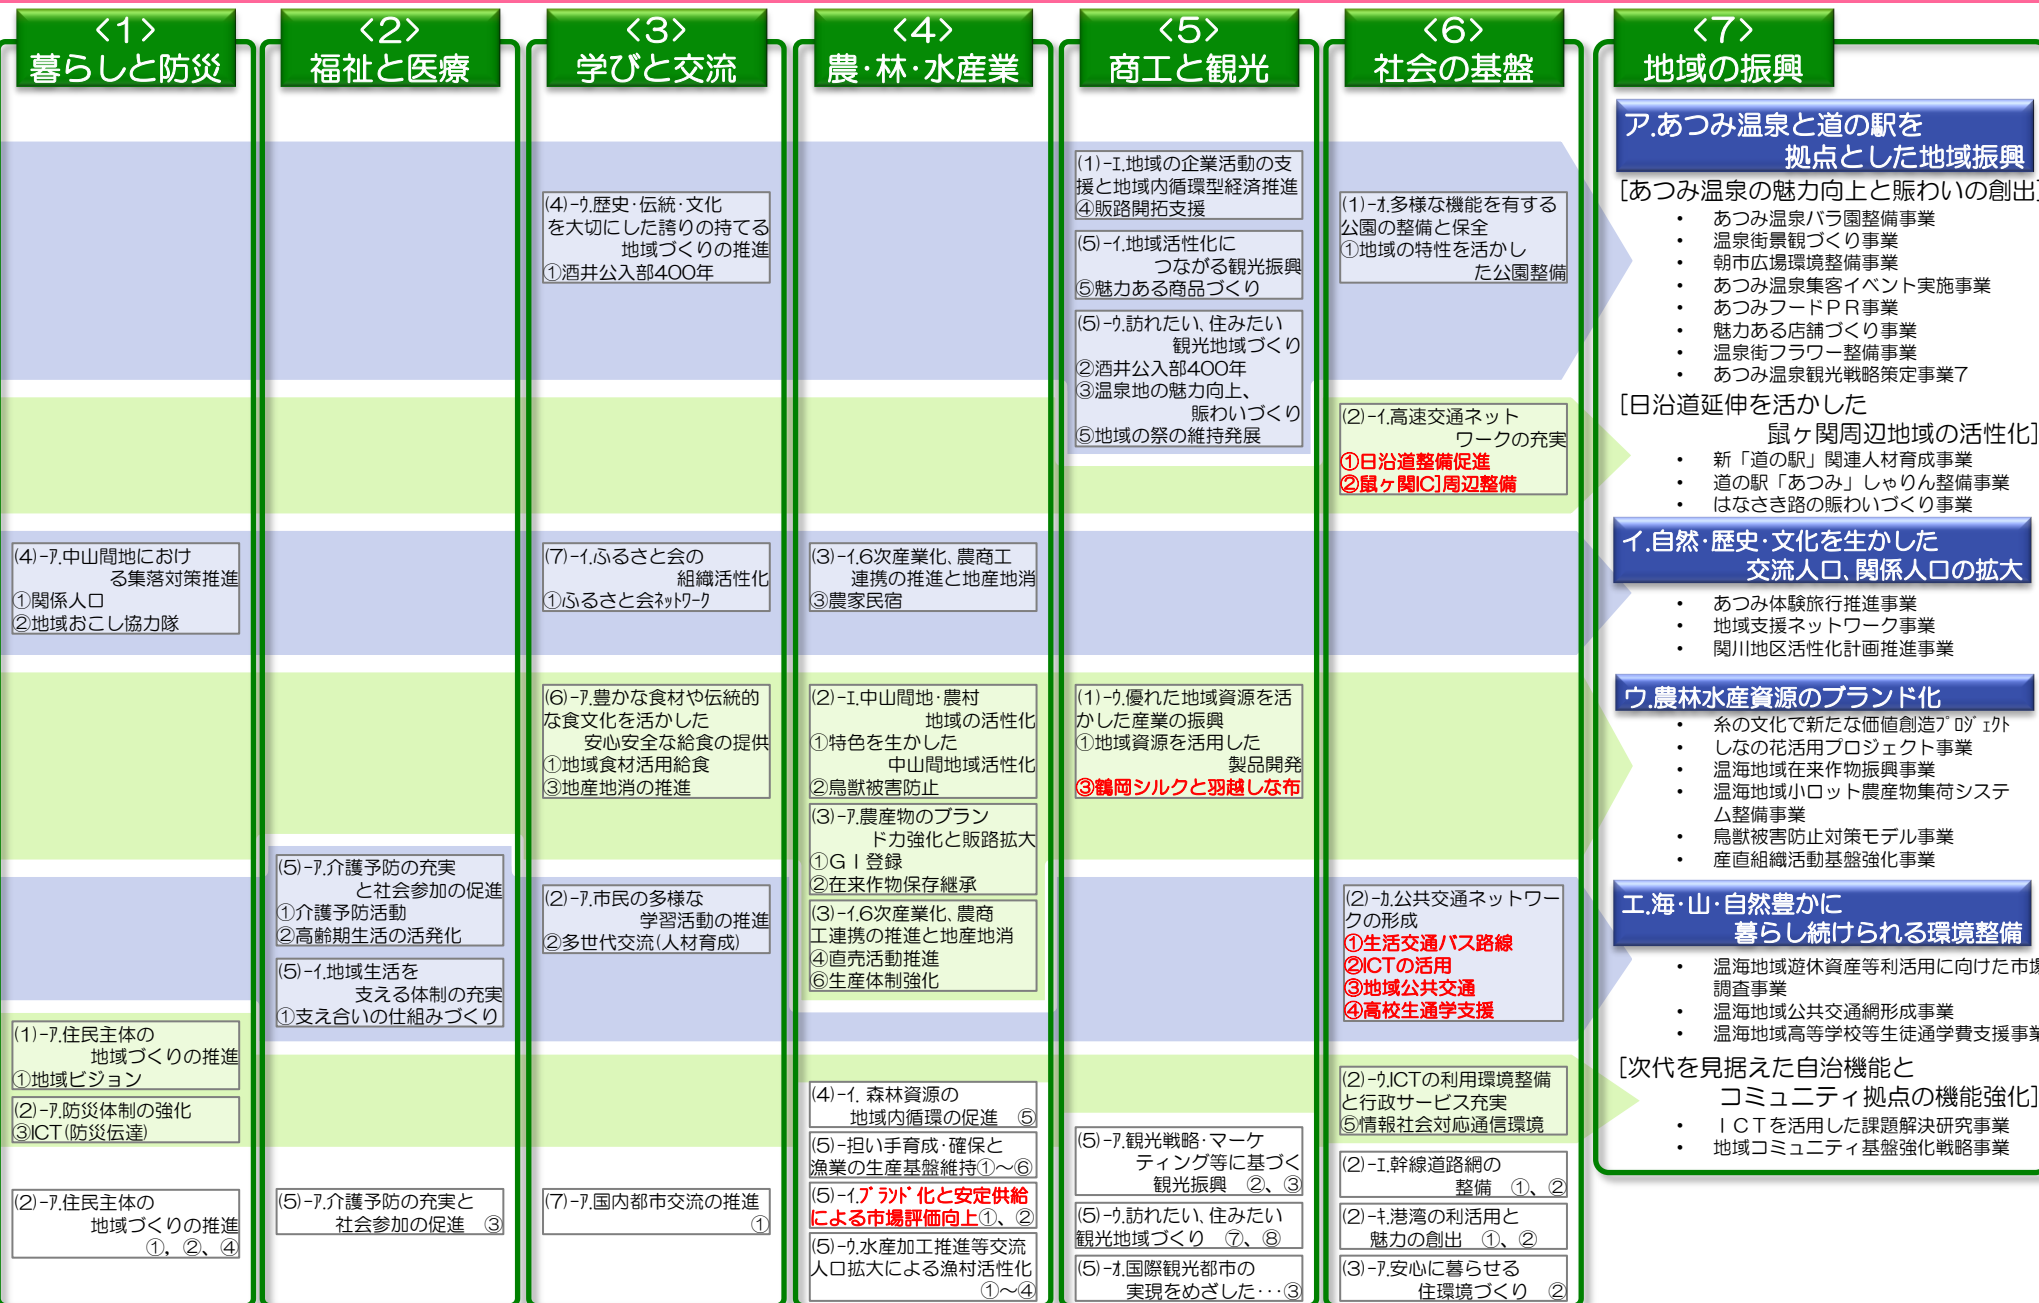 〈1〉
暮らしと防災
(4)-ｱ.中山間地におけ
る集落対策推進
①関係人口
②地域おこし協力隊
(1)-ｱ.住民主体の
地域づくりの推進
①地域ビジョン
(2)-ｱ.防災体制の強化
③ICT(防災伝達)
(2)-ｱ.住民主体の
地域づくりの推進
①，②、④
〈2〉
福祉と医療
(5)-ｱ.介護予防の充実
と社会参加の促進
①介護予防活動
②高齢期生活の活発化
(5)-ｲ.地域生活を
支える体制の充実
①支え合いの仕組みづくり
(5)-ｱ.介護予防の充実と
社会参加の促進　③
〈3〉
学びと交流
(4)-ｳ.歴史･伝統･文化
を大切にした誇りの持てる
地域づくりの推進
①酒井公入部400年
(7)-ｲ.ふるさと会の
組織活性化
①ふるさと会ﾈｯﾄﾜｰｸ
(6)-ｱ.豊かな食材や伝統的
な食文化を活かした
安心安全な給食の提供
①地域食材活用給食
③地産地消の推進
(2)-ｱ.市民の多様な
学習活動の推進
②多世代交流(人材育成)
(7)-ｱ.国内都市交流の推進
①
〈4〉
農･林･水産業
(3)-ｲ.6次産業化､農商工
連携の推進と地産地消
③農家民宿
(2)-ｴ.中山間地･農村
地域の活性化
①特色を生かした
中山間地域活性化
②鳥獣被害防止
(3)-ｱ.農産物のブラン
ド力強化と販路拡大
①GI登録
②在来作物保存継承
(3)-ｲ.6次産業化､農商
工連携の推進と地産地消
④直売活動推進
⑥生産体制強化
(4)-ｲ. 森林資源の
地域内循環の促進　⑤
(5)-担い手育成･確保と
漁業の生産基盤維持①～⑥
(5)-ｲ.ﾌﾞﾗﾝﾄﾞ化と安定供給
による市場評価向上①、②
(5)-ｳ.水産加工推進等交流
人口拡大による漁村活性化
①～④
〈5〉
商工と観光
(1)-ｴ.地域の企業活動の支
援と地域内循環型経済推進
④販路開拓支援
(5)-ｲ.地域活性化に
つながる観光振興
⑤魅力ある商品づくり
(5)-ｳ.訪れたい､住みたい
観光地域づくり
②酒井公入部400年
③温泉地の魅力向上、
賑わいづくり
⑤地域の祭の維持発展
(1)-ｳ.優れた地域資源を活
かした産業の振興
①地域資源を活用した
製品開発
③鶴岡シルクと羽越しな布
(5)-ｱ.観光戦略･マーケ
ティング等に基づく
観光振興　②、③
(5)-ｳ.訪れたい､住みたい
観光地域づくり　⑦、⑧
(5)-ｵ.国際観光都市の
実現をめざした･･･③
〈6〉
社会の基盤
(1)-ｵ.多様な機能を有する
公園の整備と保全
①地域の特性を活かし
た公園整備
(2)-ｲ.高速交通ネット
ワークの充実
①日沿道整備促進
②鼠ヶ関IC]周辺整備
(2)-ｶ.公共交通ネットワー
クの形成
①生活交通バス路線
②ICTの活用
③地域公共交通
④高校生通学支援
(2)-ｳ.ICTの利用環境整備
と行政サービス充実
⑤情報社会対応通信環境
(2)-ｴ.幹線道路網の
整備　①、②
(2)-ｷ.港湾の利活用と
魅力の創出　①、②
(3)-ｱ.安心に暮らせる
住環境づくり　②
〈7〉
地域の振興
ア.あつみ温泉と道の駅を
拠点とした地域振興
[あつみ温泉の魅力向上と賑わいの創出]
・　あつみ温泉バラ園整備事業
・　温泉街景観づくり事業
・　朝市広場環境整備事業
・　あつみ温泉集客イベント実施事業
・　あつみフードＰＲ事業
・　魅力ある店舗づくり事業
・　温泉街フラワー整備事業
・　あつみ温泉観光戦略策定事業7
[日沿道延伸を活かした
鼠ヶ関周辺地域の活性化]
・　新「道の駅」関連人材育成事業
・　道の駅「あつみ」しゃりん整備事業
・　はなさき路の賑わいづくり事業
イ.自然･歴史･文化を生かした
交流人口､関係人口の拡大
・　あつみ体験旅行推進事業
・　地域支援ネットワーク事業
・　関川地区活性化計画推進事業
ウ.農林水産資源のブランド化
・　糸の文化で新たな価値創造ﾌﾟﾛｼﾞｪｸﾄ
・　しなの花活用プロジェクト事業
・　温海地域在来作物振興事業
・　温海地域小ロット農産物集荷システ
ム整備事業
・　鳥獣被害防止対策モデル事業
・　産直組織活動基盤強化事業
エ.海･山･自然豊かに
暮らし続けられる環境整備
・　温海地域遊休資産等利活用に向けた市場
調査事業
・　温海地域公共交通網形成事業
・　温海地域高等学校等生徒通学費支援事業
[次代を見据えた自治機能と
コミュニティ拠点の機能強化]
・　ＩＣＴを活用した課題解決研究事業
・　地域コミュニティ基盤強化戦略事業